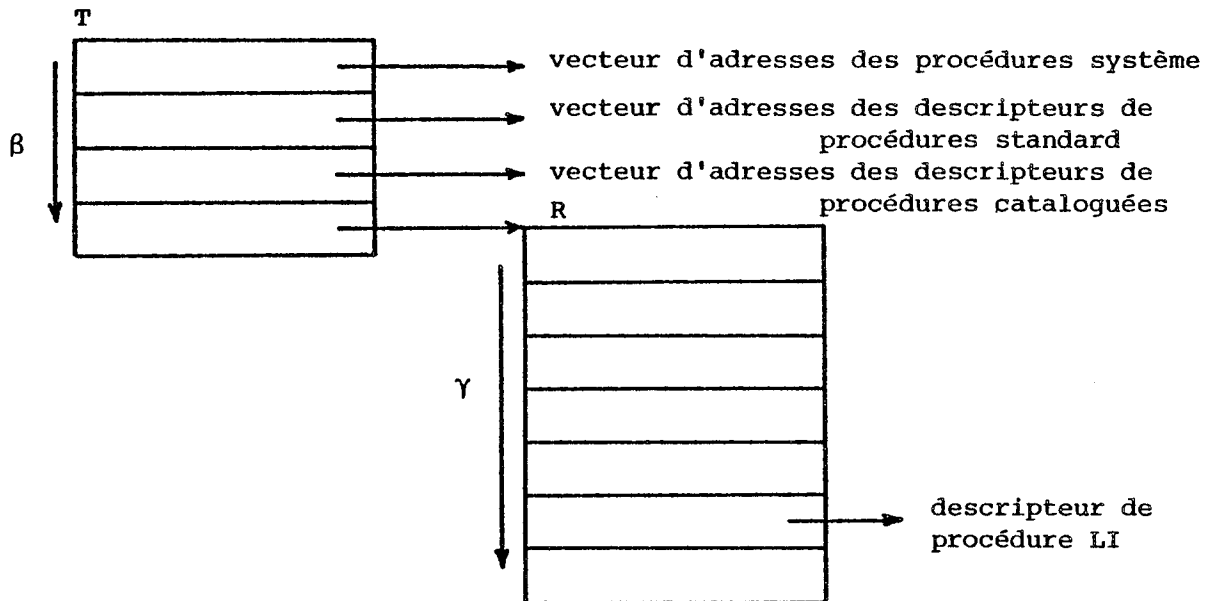 T
vecteur d'adresses des procédures système
vecteur d'adresses des descripteurs de
procédures standard
β
vecteur d'adresses des descripteurs de
procédures cataloguées
R
γ
descripteur de
procédure LI